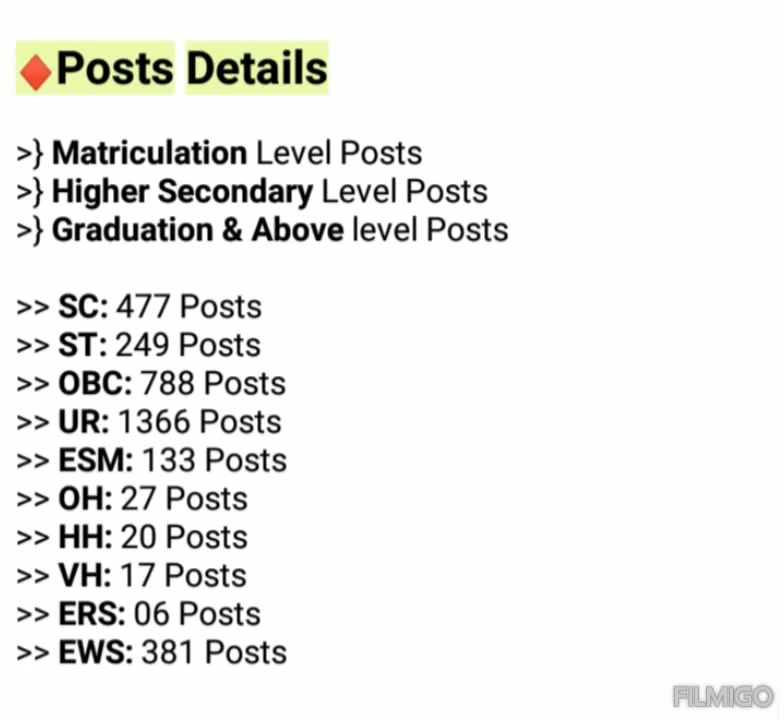 ♦Posts Details
>} Matriculation Level Posts
>} Higher Secondary Level Posts
>} Graduation & Above level Posts
>> SC: 477 Posts
>> ST: 249 Posts
>> OBC: 788 Posts
>> UR: 1366 Posts
>> ESM: 133 Posts
>> OH: 27 Posts
>> HH: 20 Posts
>> VH: 17 Posts
>> ERS: 06 Posts
>> EWS: 381 Posts
FILMIGO